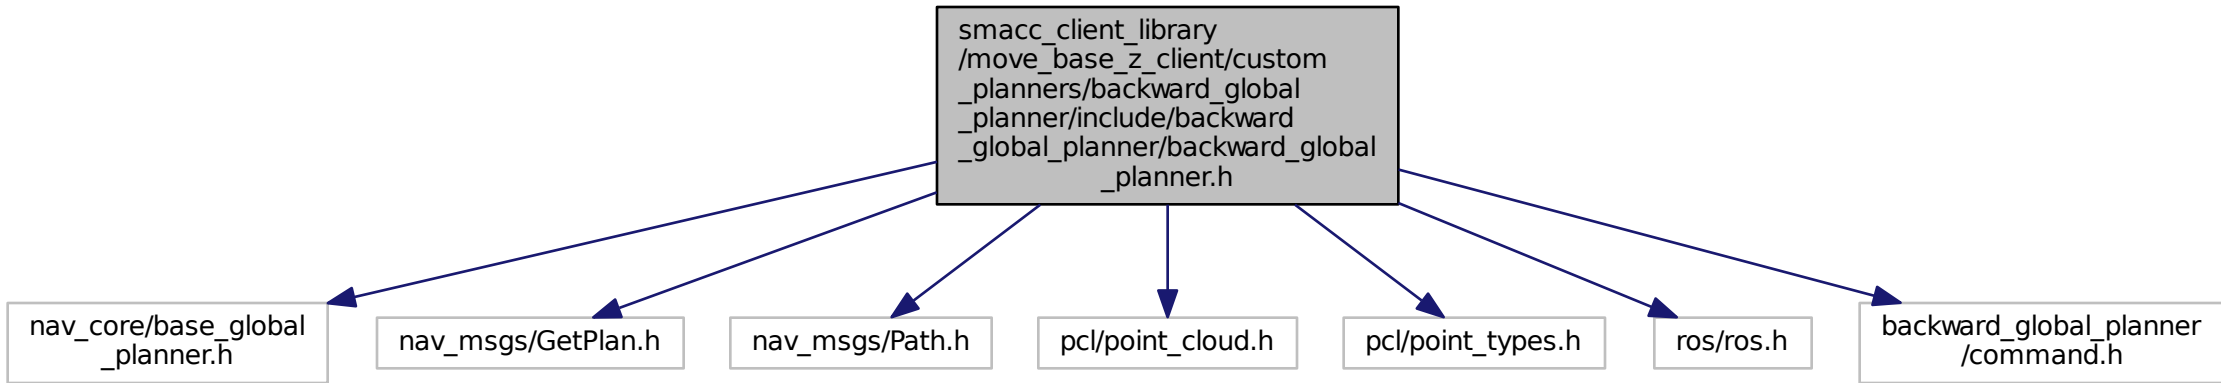 smacc_client_library
/move_base_z_client/custom
_planners/backward_global
_planner/include/backward
_global_planner/backward_global
_planner.h
nav_core/base_global
_planner.h
nav_msgs/GetPlan.h
nav_msgs/Path.h
pcl/point_cloud.h
pcl/point_types.h
ros/ros.h
backward_global_planner
/command.h